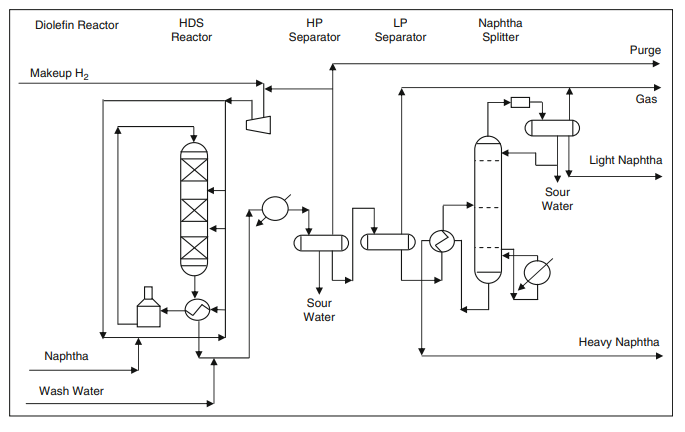 Diolefin Reactor
HDS
Reactor
HP
Separator
LP
Separator
Naphtha
Splitter
Purge
Makeup H₂
Gas
Light Naphtha
Sour
Water
Sour
Water
Heavy Naphtha
Naphtha
Wash Water